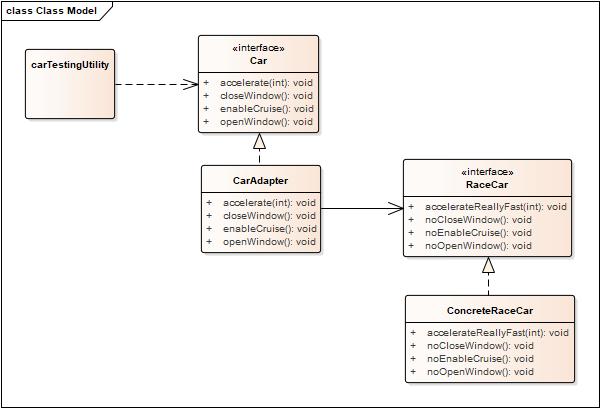 class Class Model
carTestingUtility
«interface»
Car
+ accelerate(int): void
+ closeWindow(): void
+ enableCruise(): void
+ openWindow(): void
CarAdapter
+ accelerate(int): void
+ closeWindow(): void
+ enableCruise(): void
+ openWindow(): void
«interface»
RaceCar
+ accelerateReallyFast(int): void
+ noCloseWindow(): void
+ noEnableCruise(): void
+ noOpenWindow(): void
ConcreteRaceCar
+ accelerateReallyFast(int): void
+ noCloseWindow(): void
+ noEnableCruise(): void
+ noOpenWindow(): void